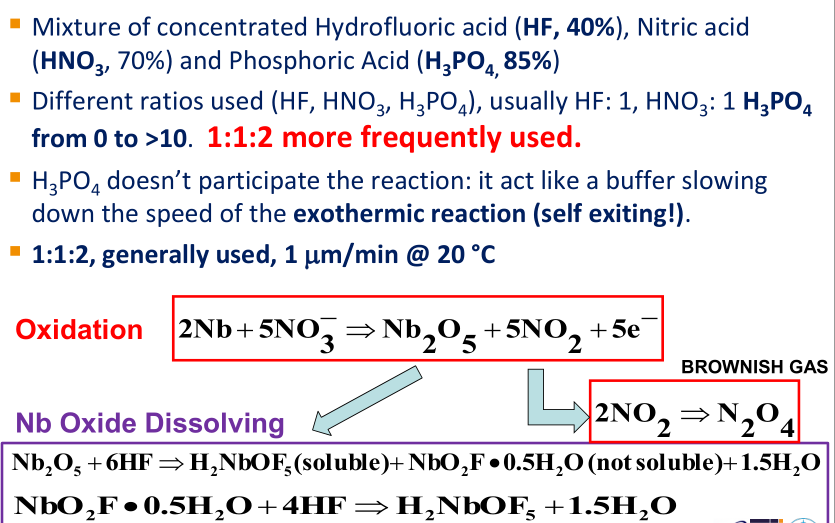 Mixture of concentrated Hydrofluoric acid (HF, 40%), Nitric acid
(HNO₃, 70%) and Phosphoric Acid (H₃PO₄, 85%)
Different ratios used (HF, HNO₃, H₃PO₄), usually HF: 1, HNO₃: 1 H₃PO₄
from 0 to >10. 1:1:2 more frequently used.
H₃PO₄ doesn’t participate the reaction: it act like a buffer slowing
down the speed of the exothermic reaction (self exiting!).
1:1:2, generally used, 1 μm/min @ 20 °C
Oxidation 2Nb + 5NO₃⁻ ⇒ Nb₂O₅ + 5NO₂ + 5e⁻
BROWNISH GAS
2NO₂ ⇒ N₂O₄
Nb Oxide Dissolving
Nb₂O₅ + 6HF ⇒ H₂NbOF₅ (soluble) + NbO₂F • 0.5H₂O (not soluble) + 1.5H₂O
NbO₂F • 0.5H₂O + 4HF ⇒ H₂NbOF₅ + 1.5H₂O